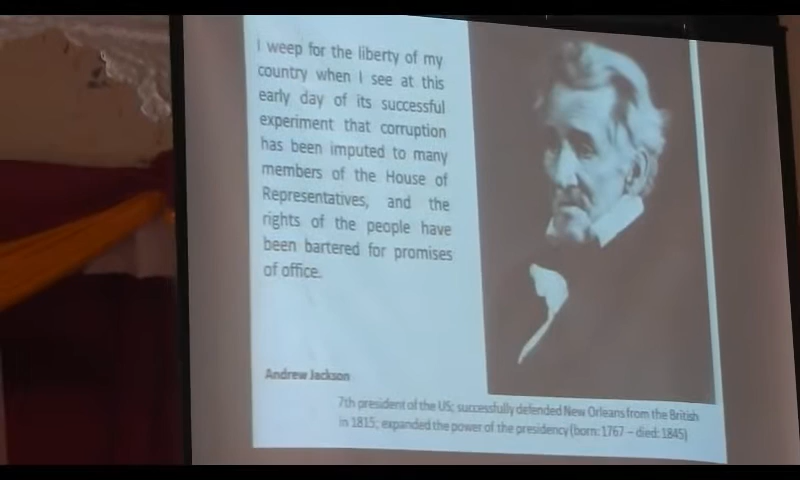 I weep for the liberty of my
country when I see at this
early day of its successful
experiment that corruption
has been imputed to many
members of the House of
Representatives, and the
rights of the people have
been bartered for promises
of office.
Andrew Jackson
7th president of the US; successfully defended New Orleans from the British
in 1815; expanded the power of the presidency (born: 1767 – died: 1845)